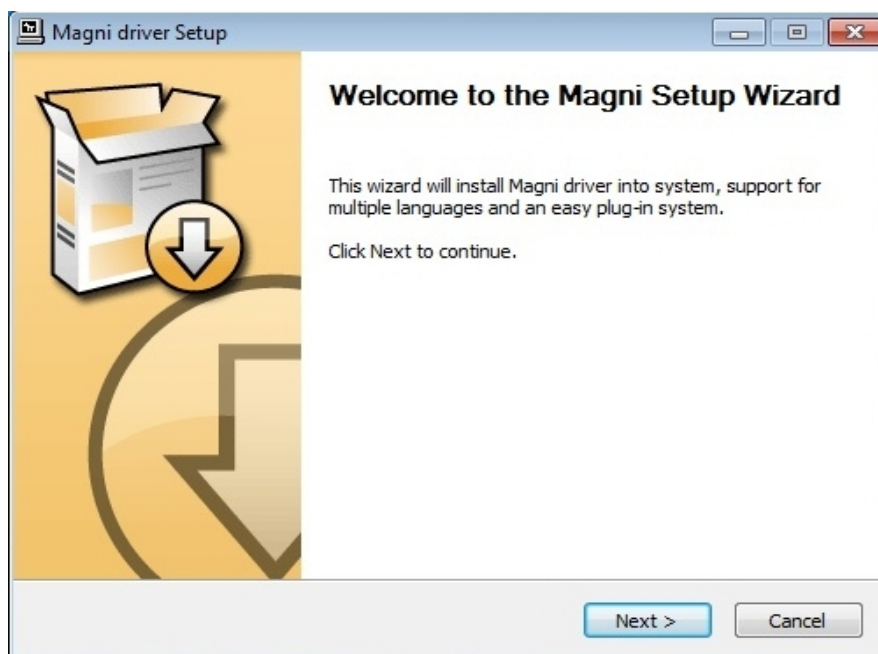 Magni driver Setup
Welcome to the Magni Setup Wizard
This wizard will install Magni driver into system, support for
multiple languages and an easy plug-in system.
Click Next to continue.
Next >
Cancel